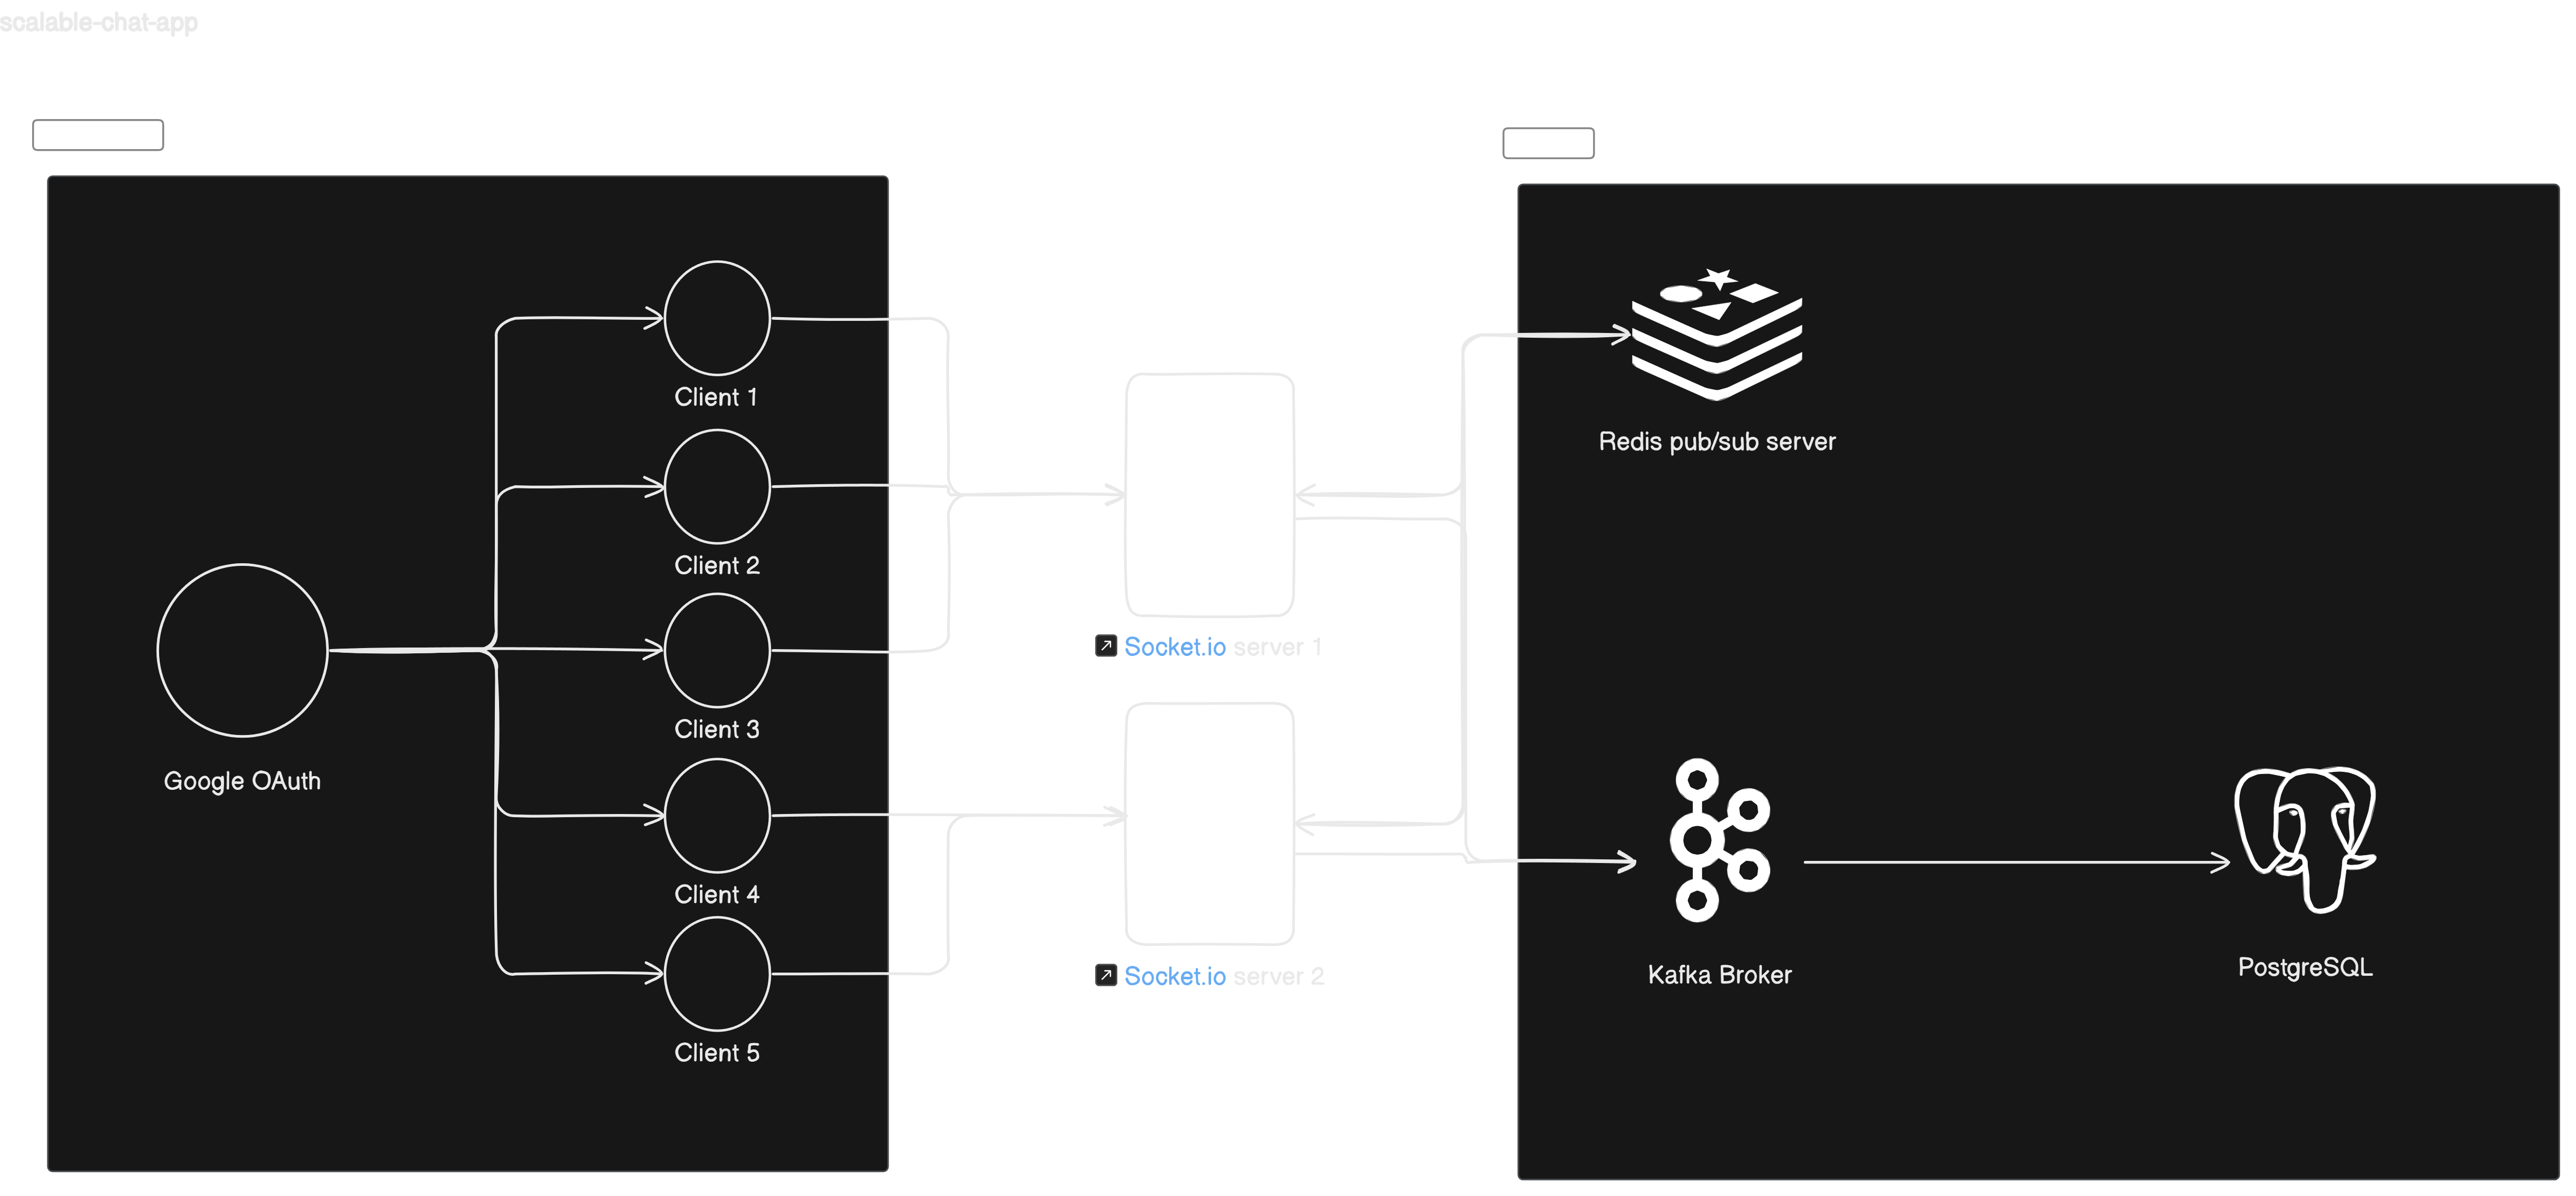 scalable-chat-app
Client 1
Client 2
Client 3
Client 4
Client 5
Google OAuth
Socket.io server 1
Socket.io server 2
Redis pub/sub server
Kafka Broker
PostgreSQL